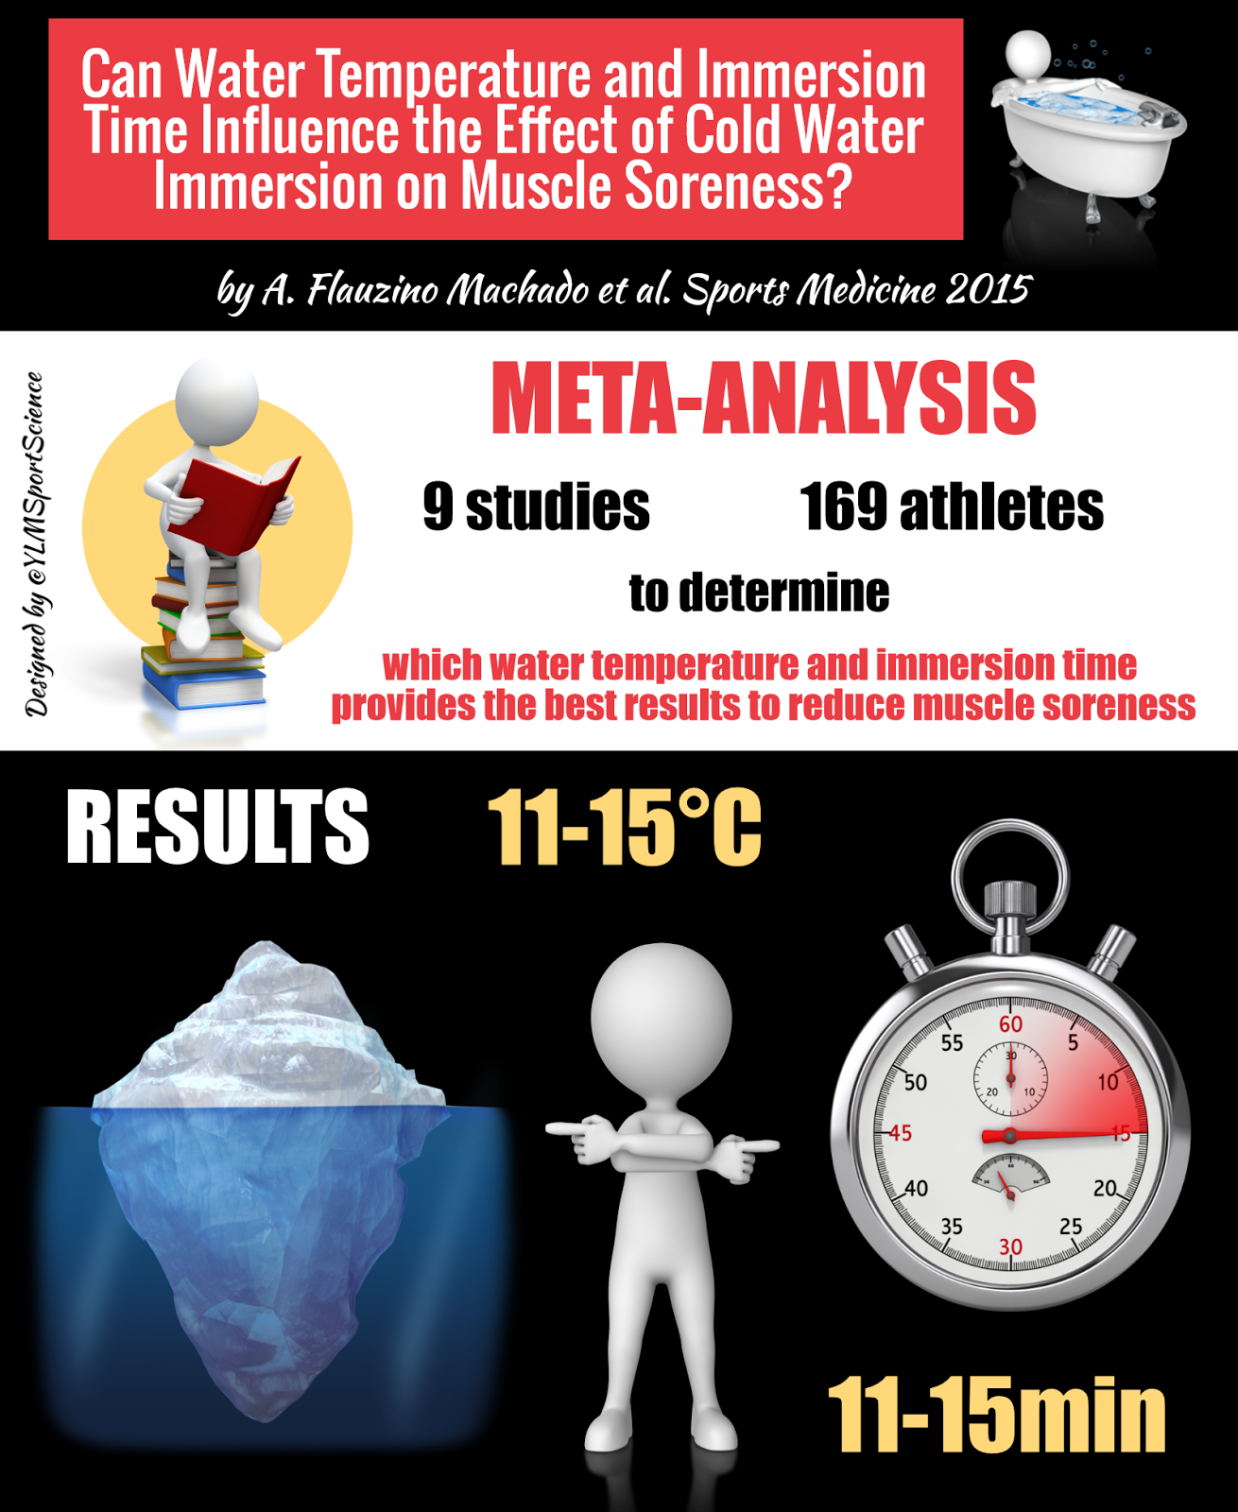 Can Water Temperature and Immersion
Time Influence the Effect of Cold Water
Immersion on Muscle Soreness?
by A. Flauzino Machado et al. Sports Medicine 2015
Designed by @YLMSportScience
META-ANALYSIS
9 studies
169 athletes
to determine
which water temperature and immersion time
provides the best results to reduce muscle soreness
RESULTS
11-15°C
60
55
5
30
50
10
20
10
45
15
40
20
35
25
30
11-15min